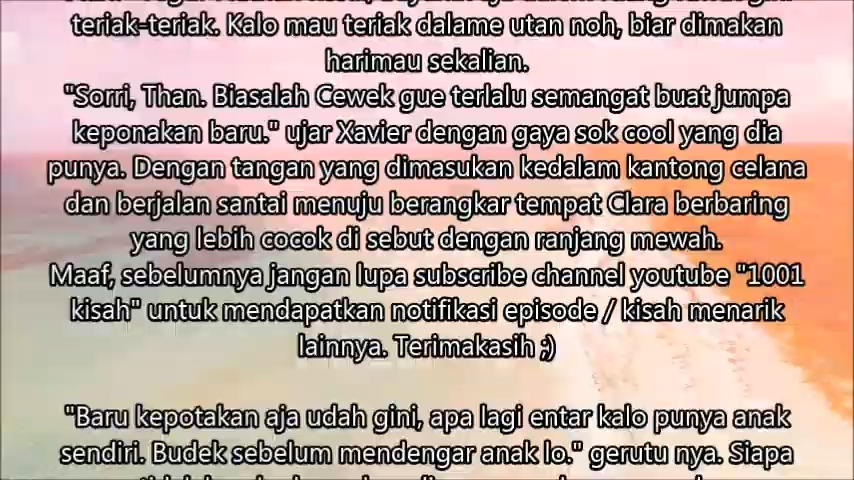 teriak-teriak. Kalo mau teriak dalame utan noh, biar dimakan
harimau sekalian.
"Sorri, Than. Biasalah Cewek gue terlalu semangat buat jumpa
keponakan baru." ujar Xavier dengan gaya sok cool yang dia
punya. Dengan tangan yang dimasukan kedalam kantong celana
dan berjalan santai menuju berangkar tempat Clara berbaring
yang lebih cocok di sebut dengan ranjang mewah.
Maaf, sebelumnya jangan lupa subscribe channel youtube "1001
kisah" untuk mendapatkan notifikasi episode / kisah menarik
lainnya. Terimakasih ;)
"Baru kepotakan aja udah gini, apa lagi entar kalo punya anak
sendiri. Budek sebelum mendengar anak lo." gerutu nya. Siapa